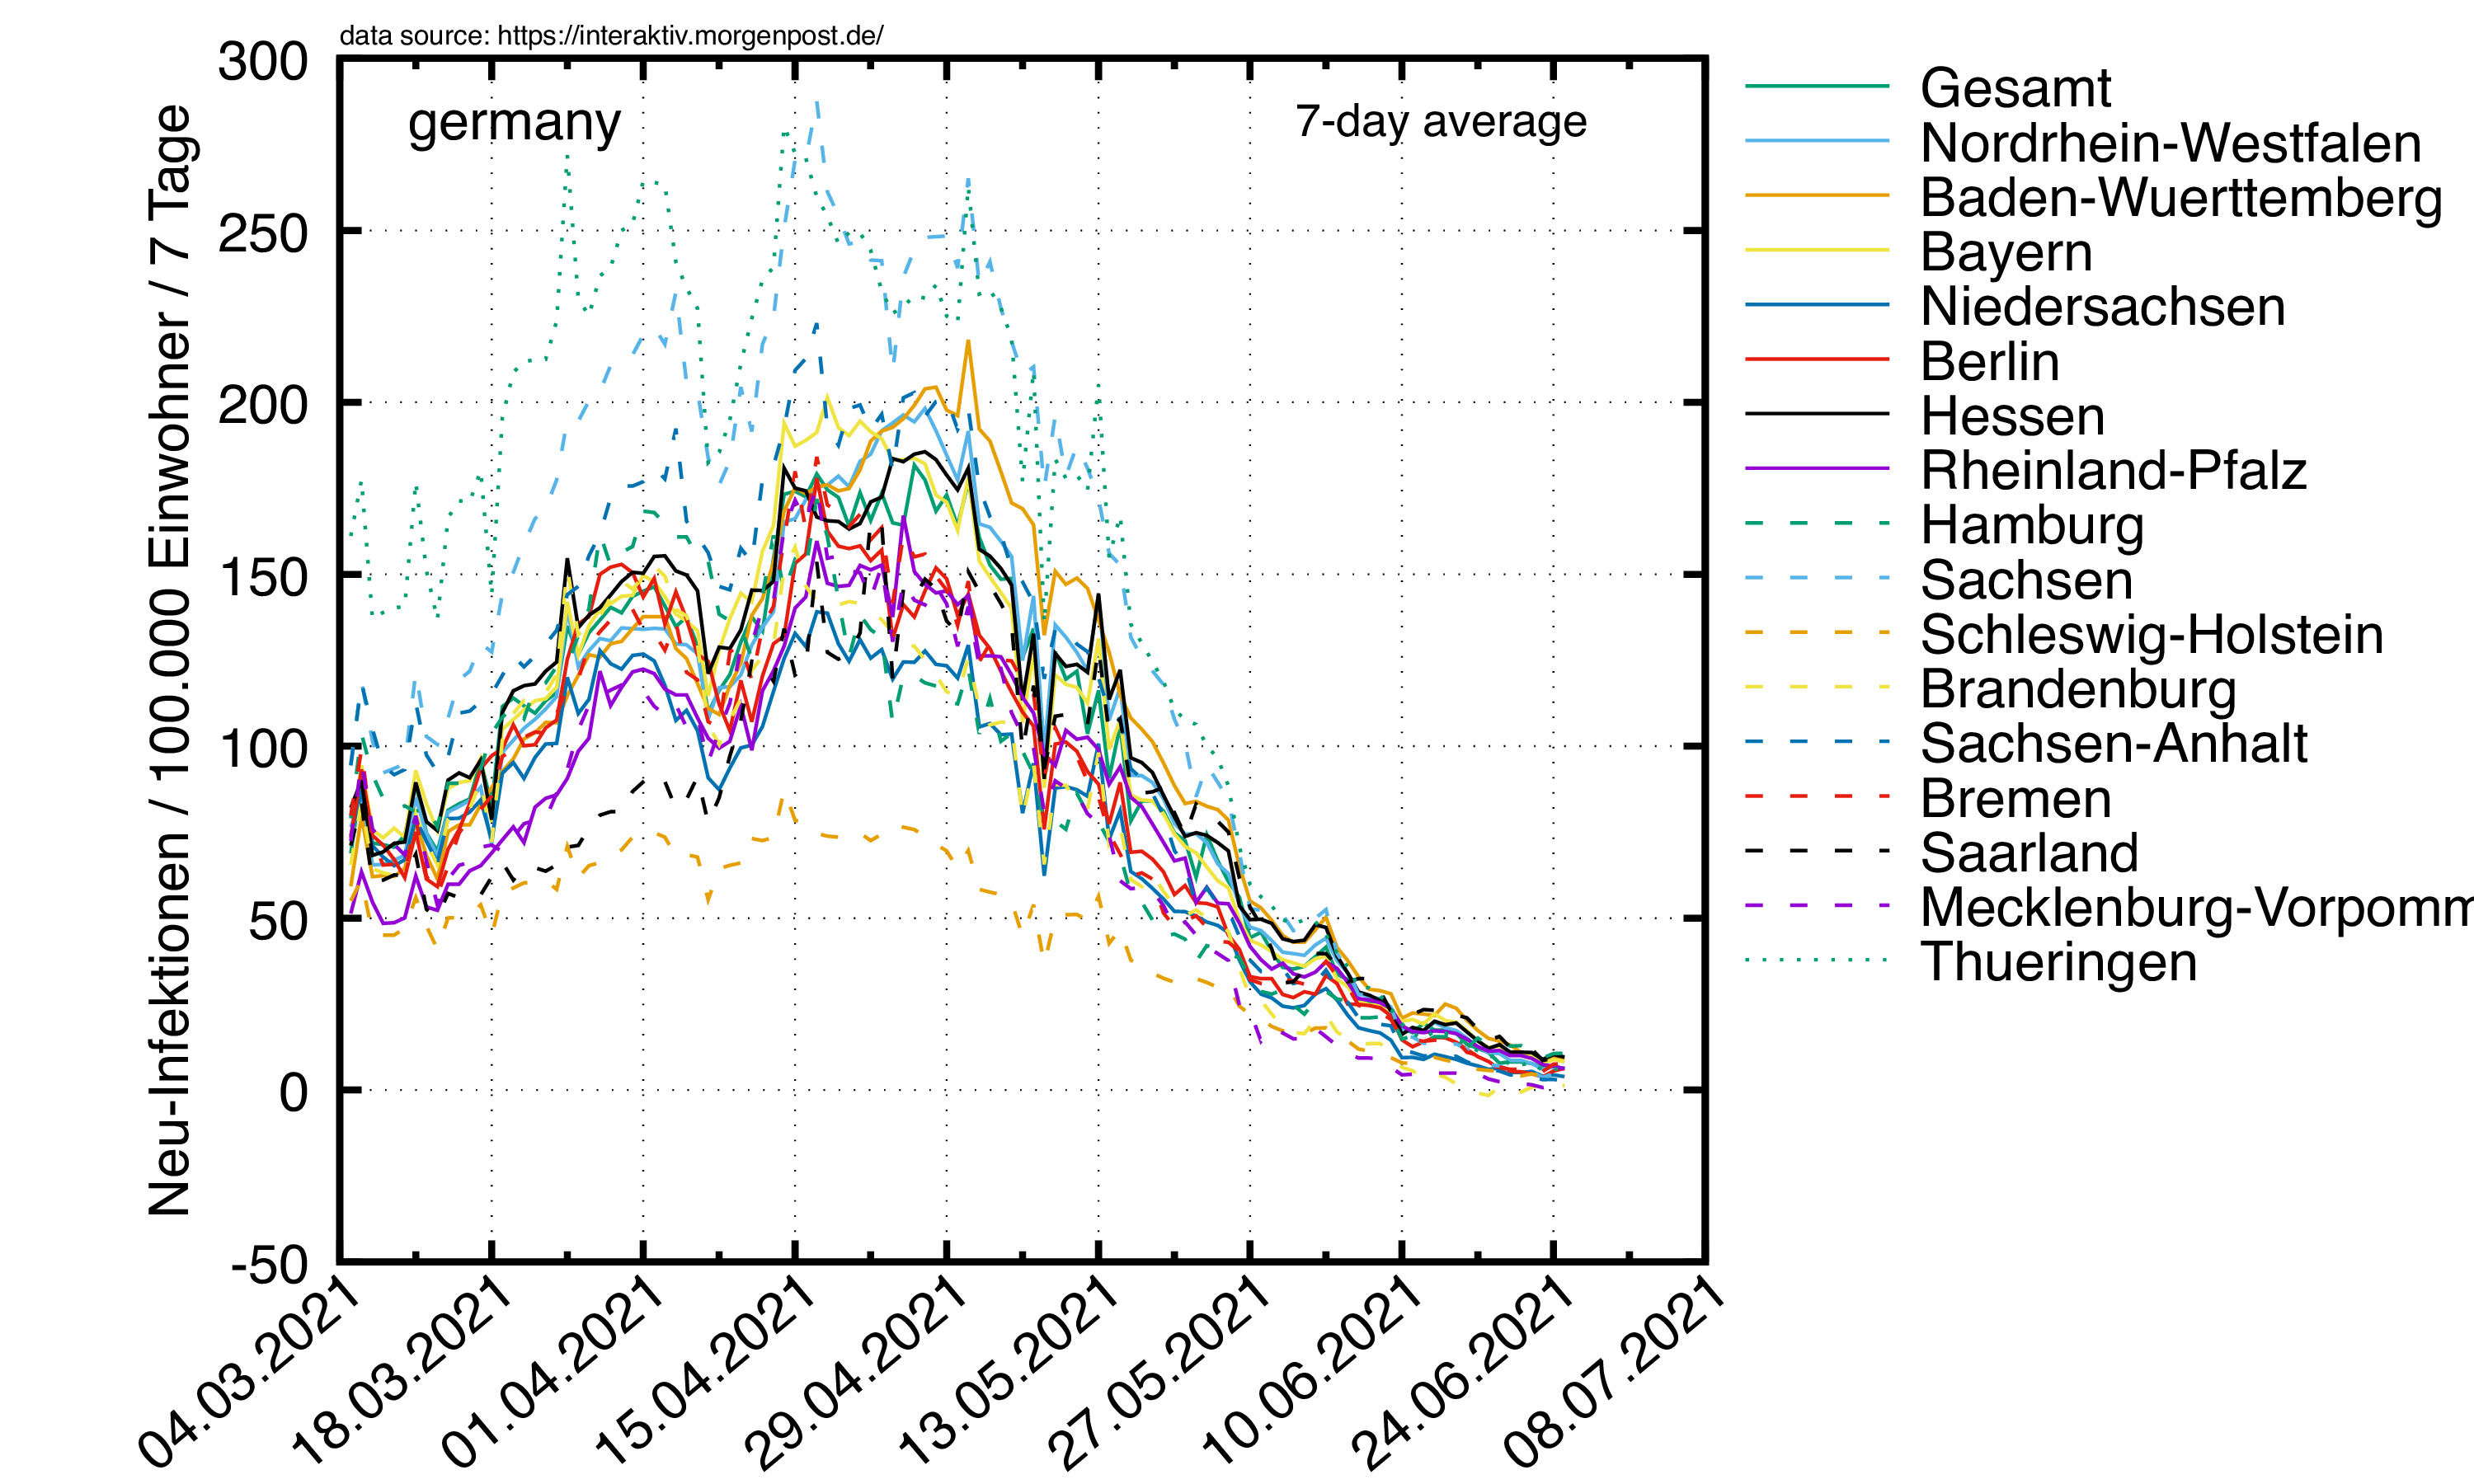 data source: https://interaktiv.morgenpost.de/
germany
7-day average
Neu-Infektionen / 100.000 Einwohner / 7 Tage
300
250
200
150
100
50
0
-50
04.03.2021
18.03.2021
01.04.2021
15.04.2021
29.04.2021
13.05.2021
27.05.2021
10.06.2021
24.06.2021
08.07.2021
Gesamt
Nordrhein-Westfalen
Baden-Wuerttemberg
Bayern
Niedersachsen
Berlin
Hessen
Rheinland-Pfalz
Hamburg
Sachsen
Schleswig-Holstein
Brandenburg
Sachsen-Anhalt
Bremen
Saarland
Mecklenburg-Vorpomm
Thueringen